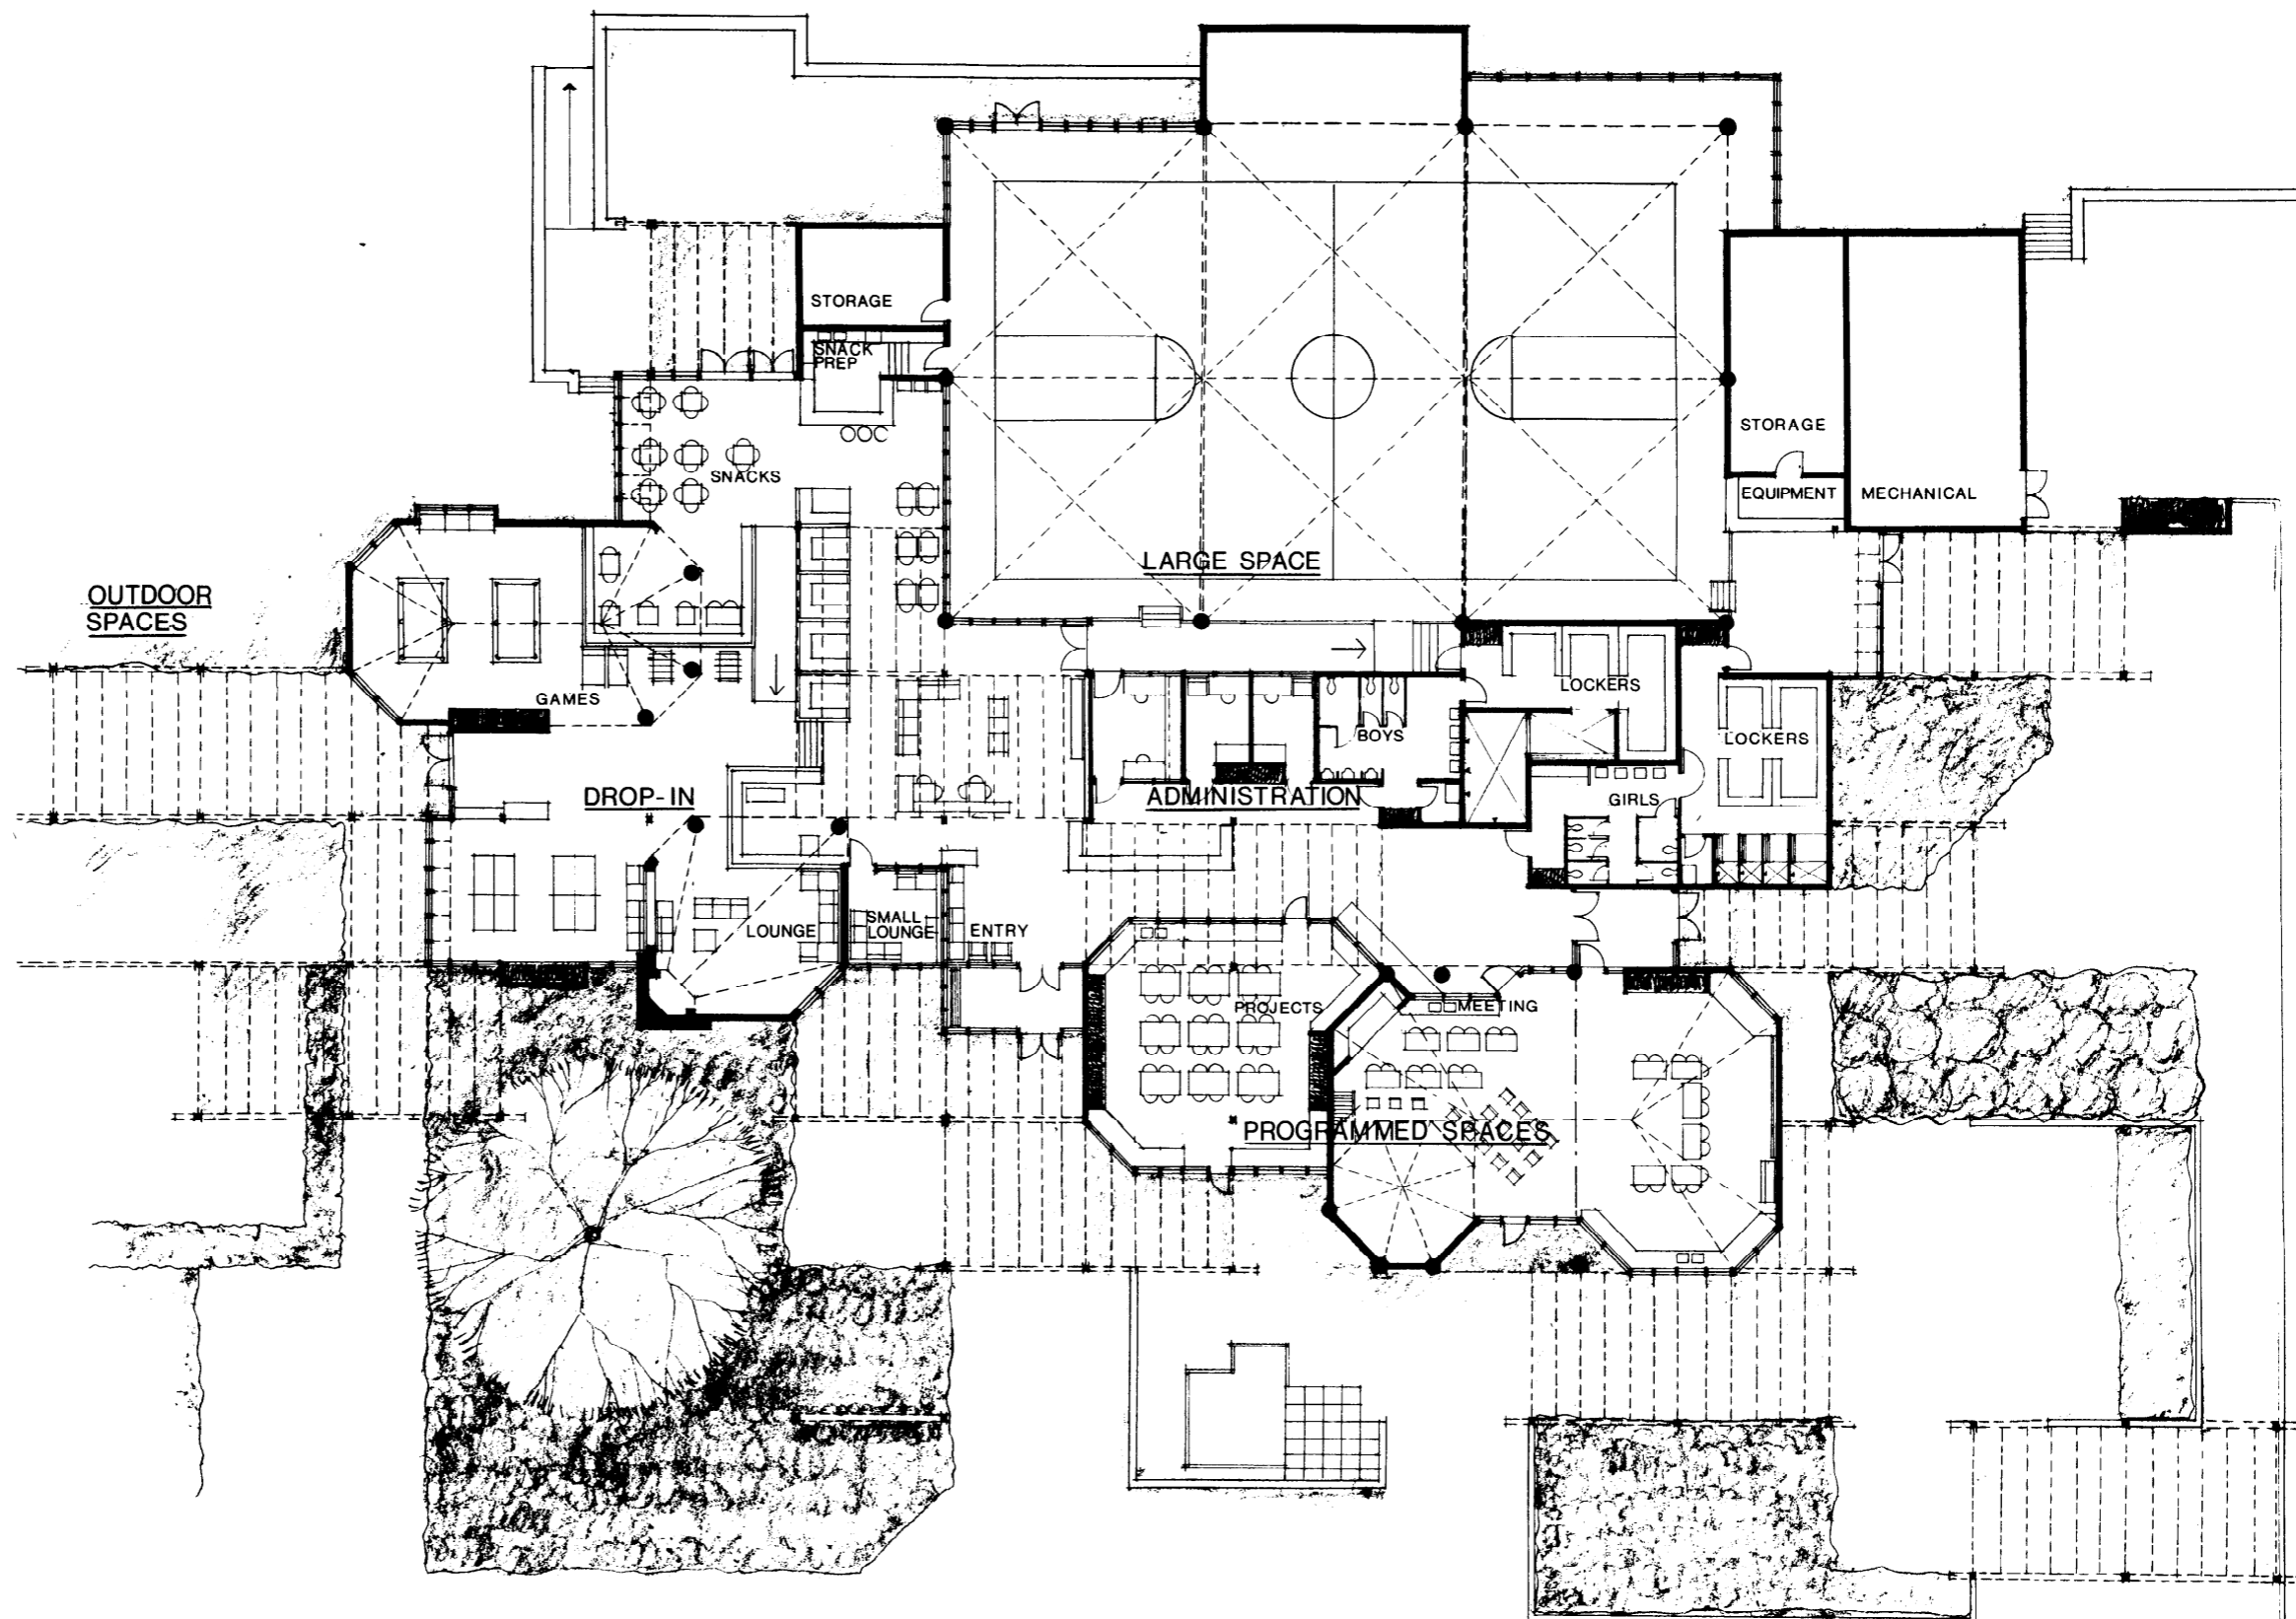 STORAGE
SNACK
PREP
SNACKS
STORAGE
EQUIPMENT
MECHANICAL
LARGE SPACE
OUTDOOR
SPACES
GAMES
LOCKERS
BOYS
LOCKERS
DROP-IN
ADMINISTRATION
GIRLS
LOUNGE
SMALL
LOUNGE
ENTRY
PROJECTS
MEETING
PROGRAMMED SPACES